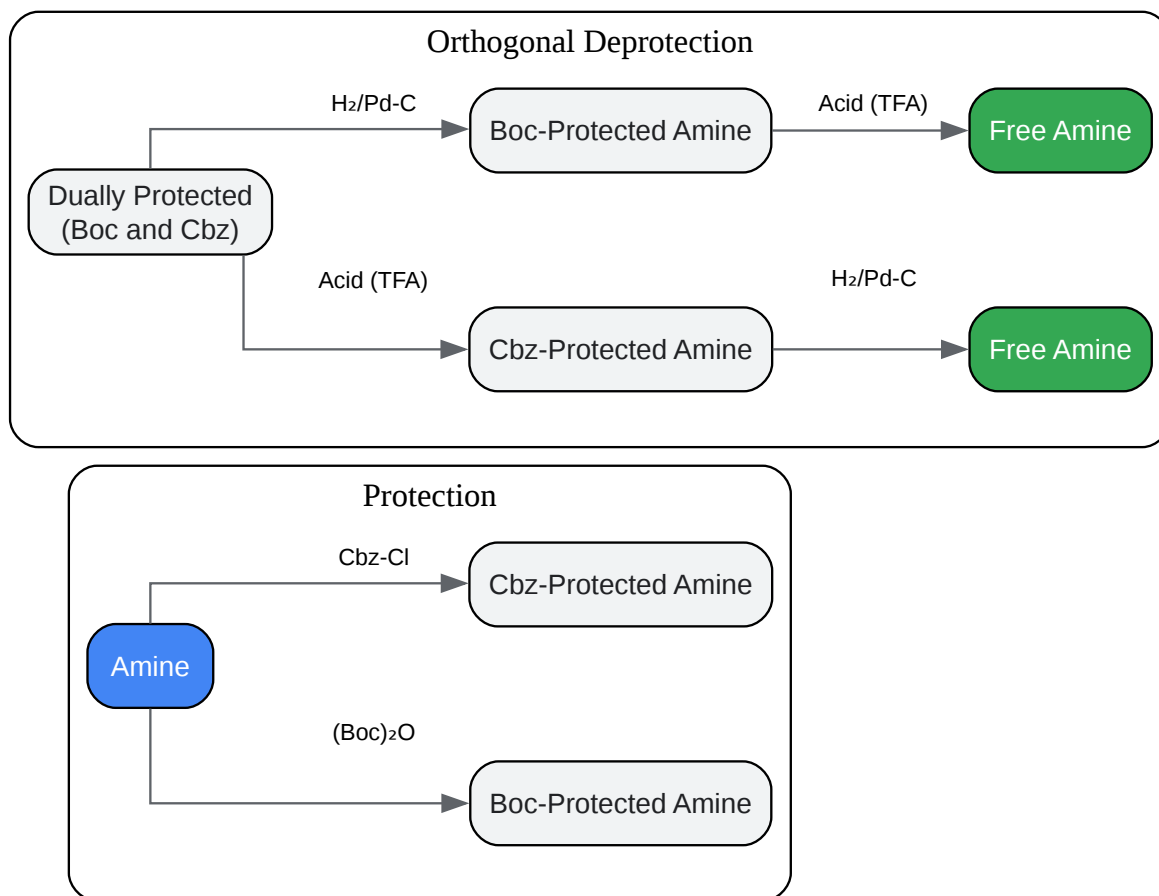 Orthogonal Deprotection
H₂/Pd-C
Acid (TFA)
Boc-Protected Amine
Free Amine
Dually Protected
(Boc and Cbz)
Acid (TFA)
H₂/Pd-C
Cbz-Protected Amine
Free Amine
Protection
Cbz-Cl
Cbz-Protected Amine
Amine
(Boc)₂O
Boc-Protected Amine